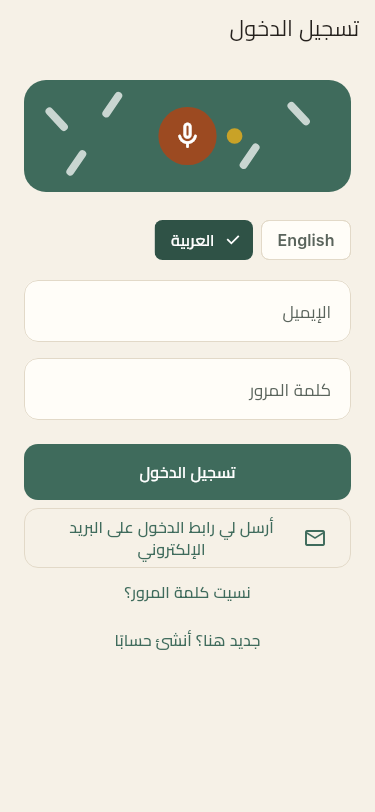 تسجيل الدخول
English
العربية
الإيميل
كلمة المرور
تسجيل الدخول
أرسل لي رابط الدخول على البريد
الإلكتروني
نسيت كلمة المرور؟
جديد هنا؟ أنشئ حسابًا